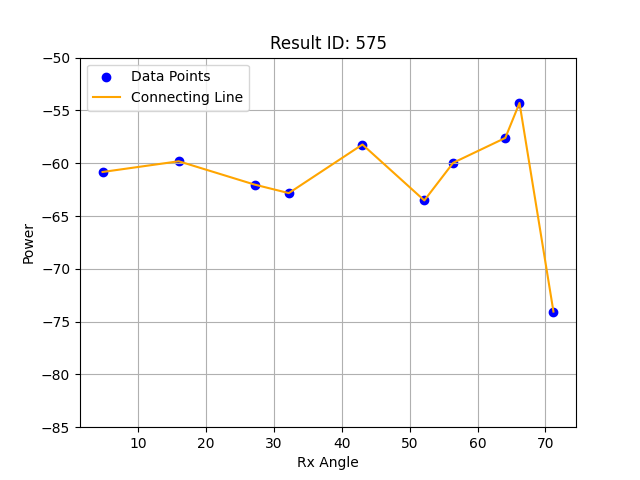 Result ID: 575
Data Points
Connecting Line
Power
−50
−55
−60
−65
−70
−75
−80
−85
10 20 30 40 50 60 70
Rx Angle